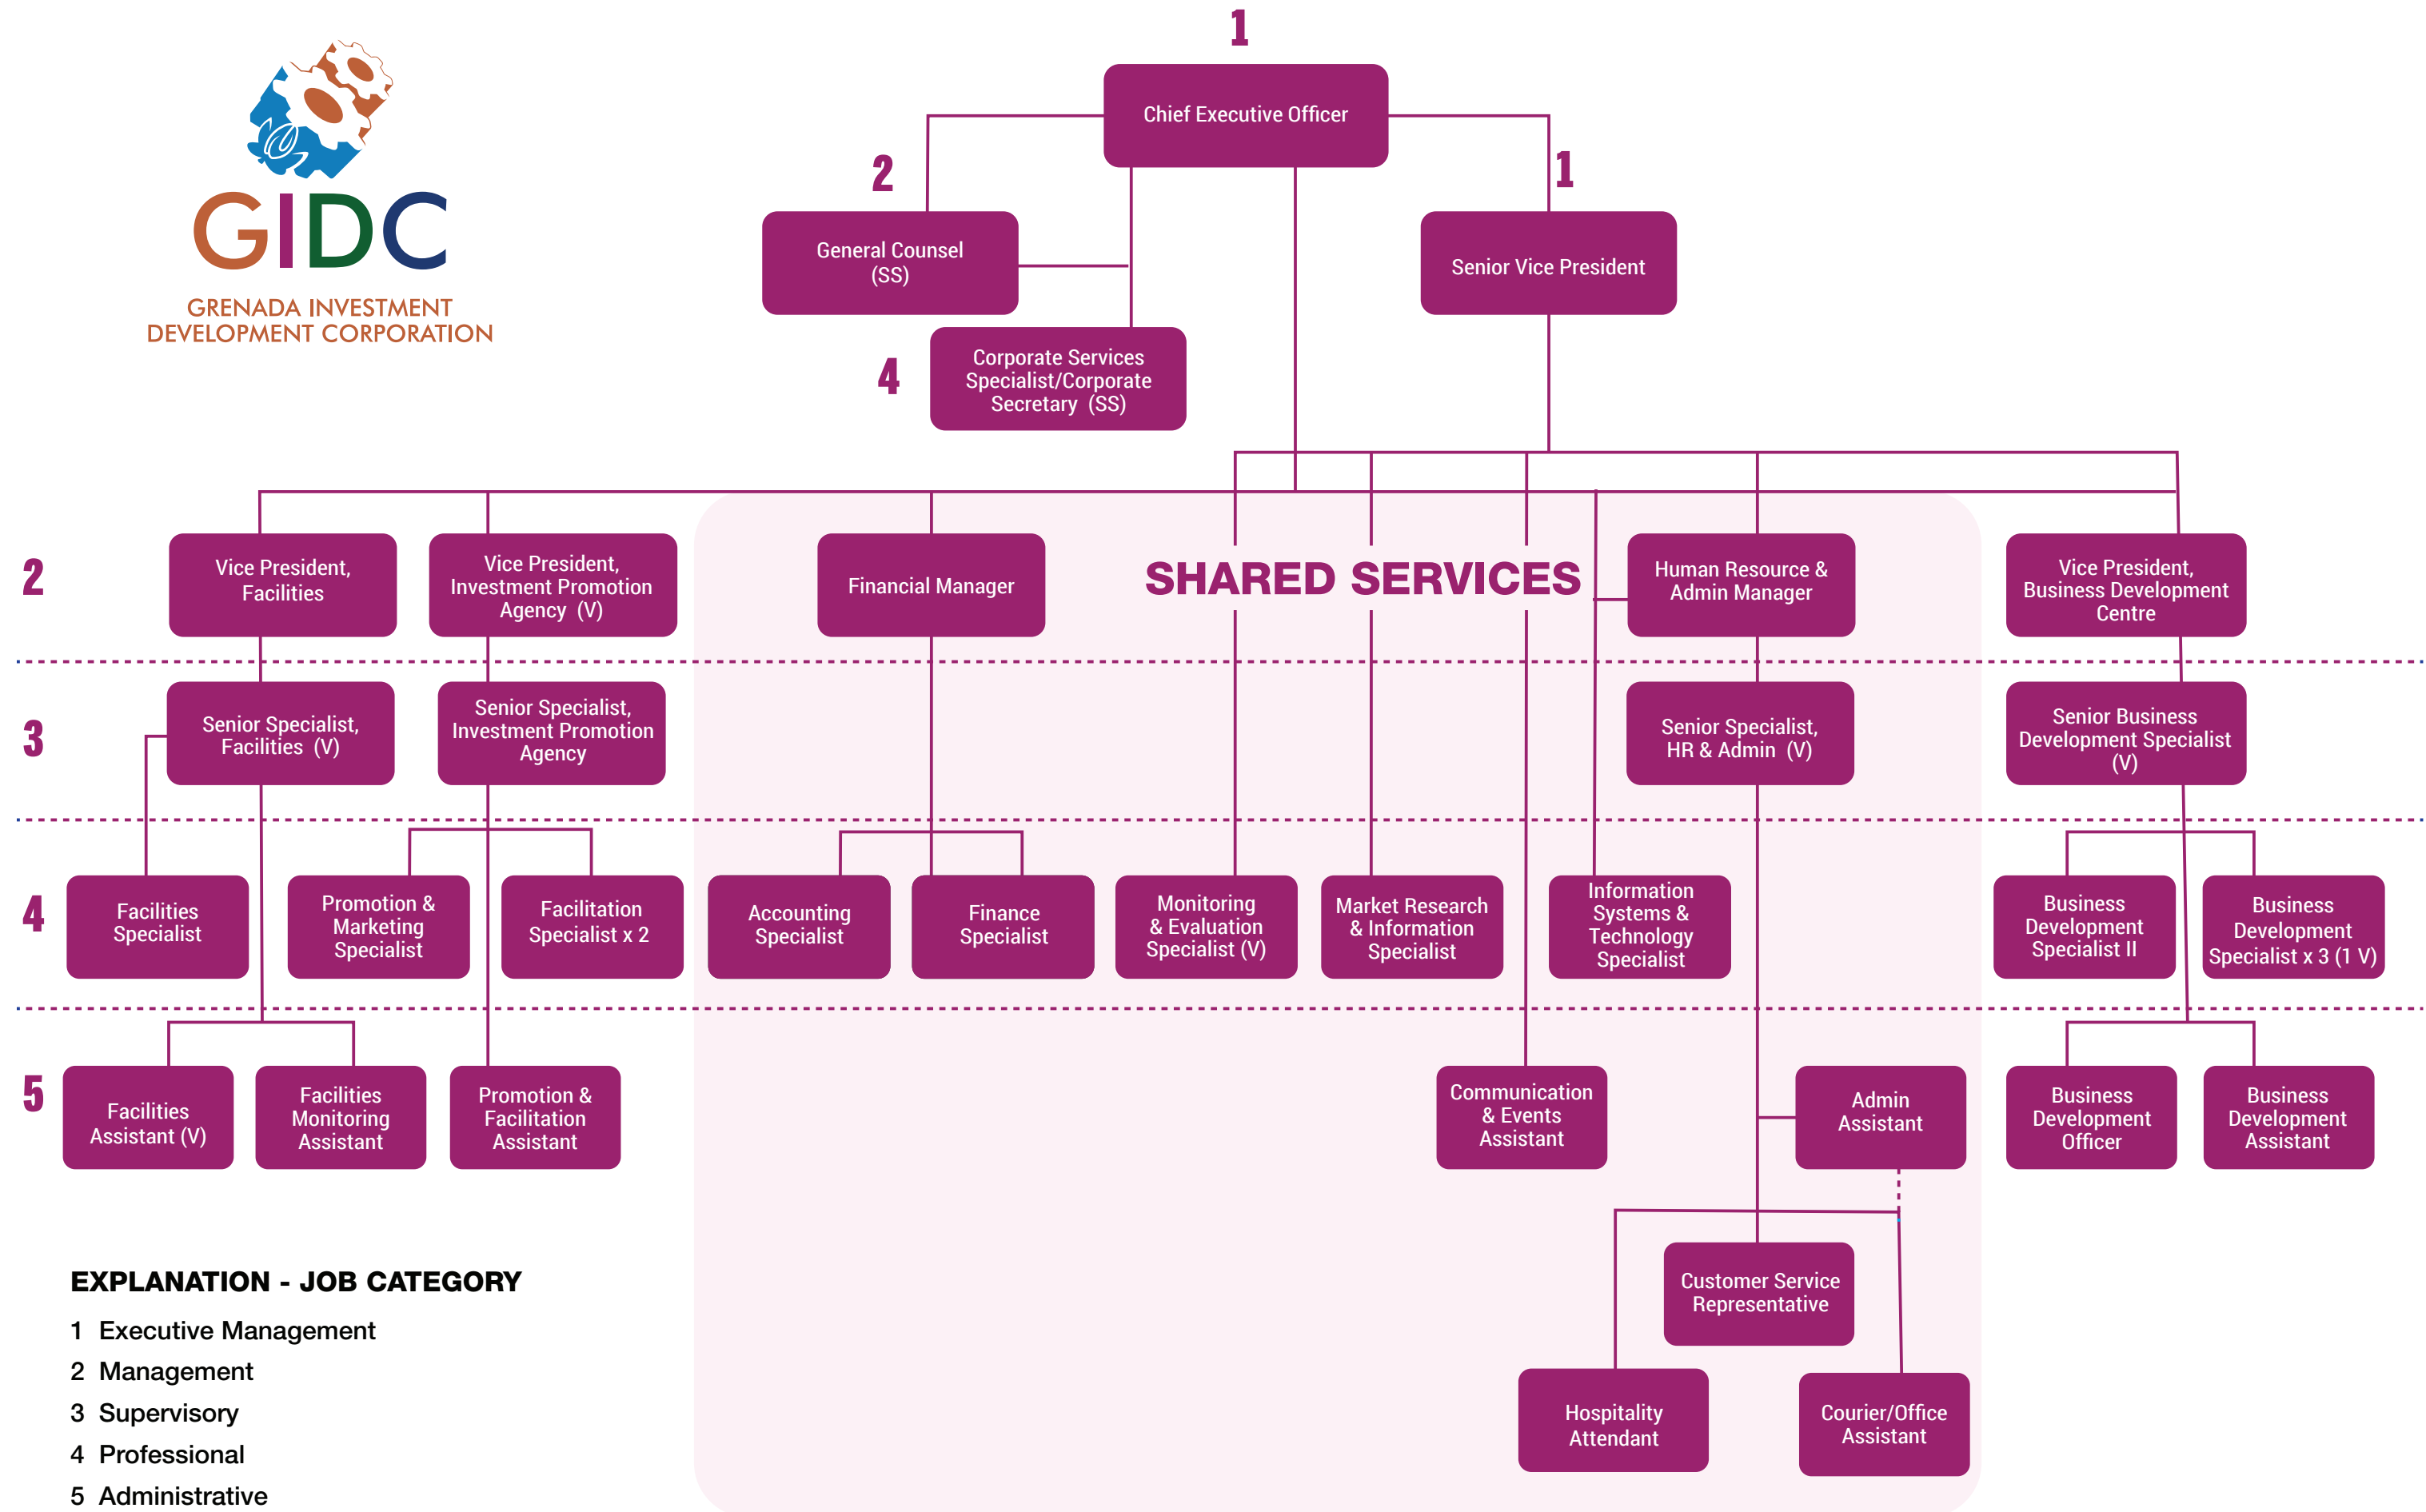 1
Chief Executive Officer
GIDC
GRENADA INVESTMENT
DEVELOPMENT CORPORATION
2
General Counsel
(SS)
1
Senior Vice President
4
Corporate Services
Specialist/Corporate
Secretary (SS)
2
Vice President,
Facilities
Vice President,
Investment Promotion
Agency (V)
Financial Manager
SHARED SERVICES
Human Resource &
Admin Manager
Vice President,
Business Development
Centre
3
Senior Specialist,
Facilities (V)
Senior Specialist,
Investment Promotion
Agency
Senior Specialist,
HR & Admin (V)
Senior Business
Development Specialist
(V)
4
Facilities
Specialist
Promotion &
Marketing
Specialist
Facilitation
Specialist x 2
Accounting
Specialist
Finance
Specialist
Monitoring
& Evaluation
Specialist (V)
Market Research
& Information
Specialist
Information
Systems &
Technology
Specialist
Business
Development
Specialist II
Business
Development
Specialist x 3 (1 V)
5
Facilities
Assistant (V)
Facilities
Monitoring
Assistant
Promotion &
Facilitation
Assistant
Communication
& Events
Assistant
Admin
Assistant
Business
Development
Officer
Business
Development
Assistant
Customer Service
Representative
Hospitality
Attendant
Courier/Office
Assistant
EXPLANATION - JOB CATEGORY
1 Executive Management
2 Management
3 Supervisory
4 Professional
5 Administrative